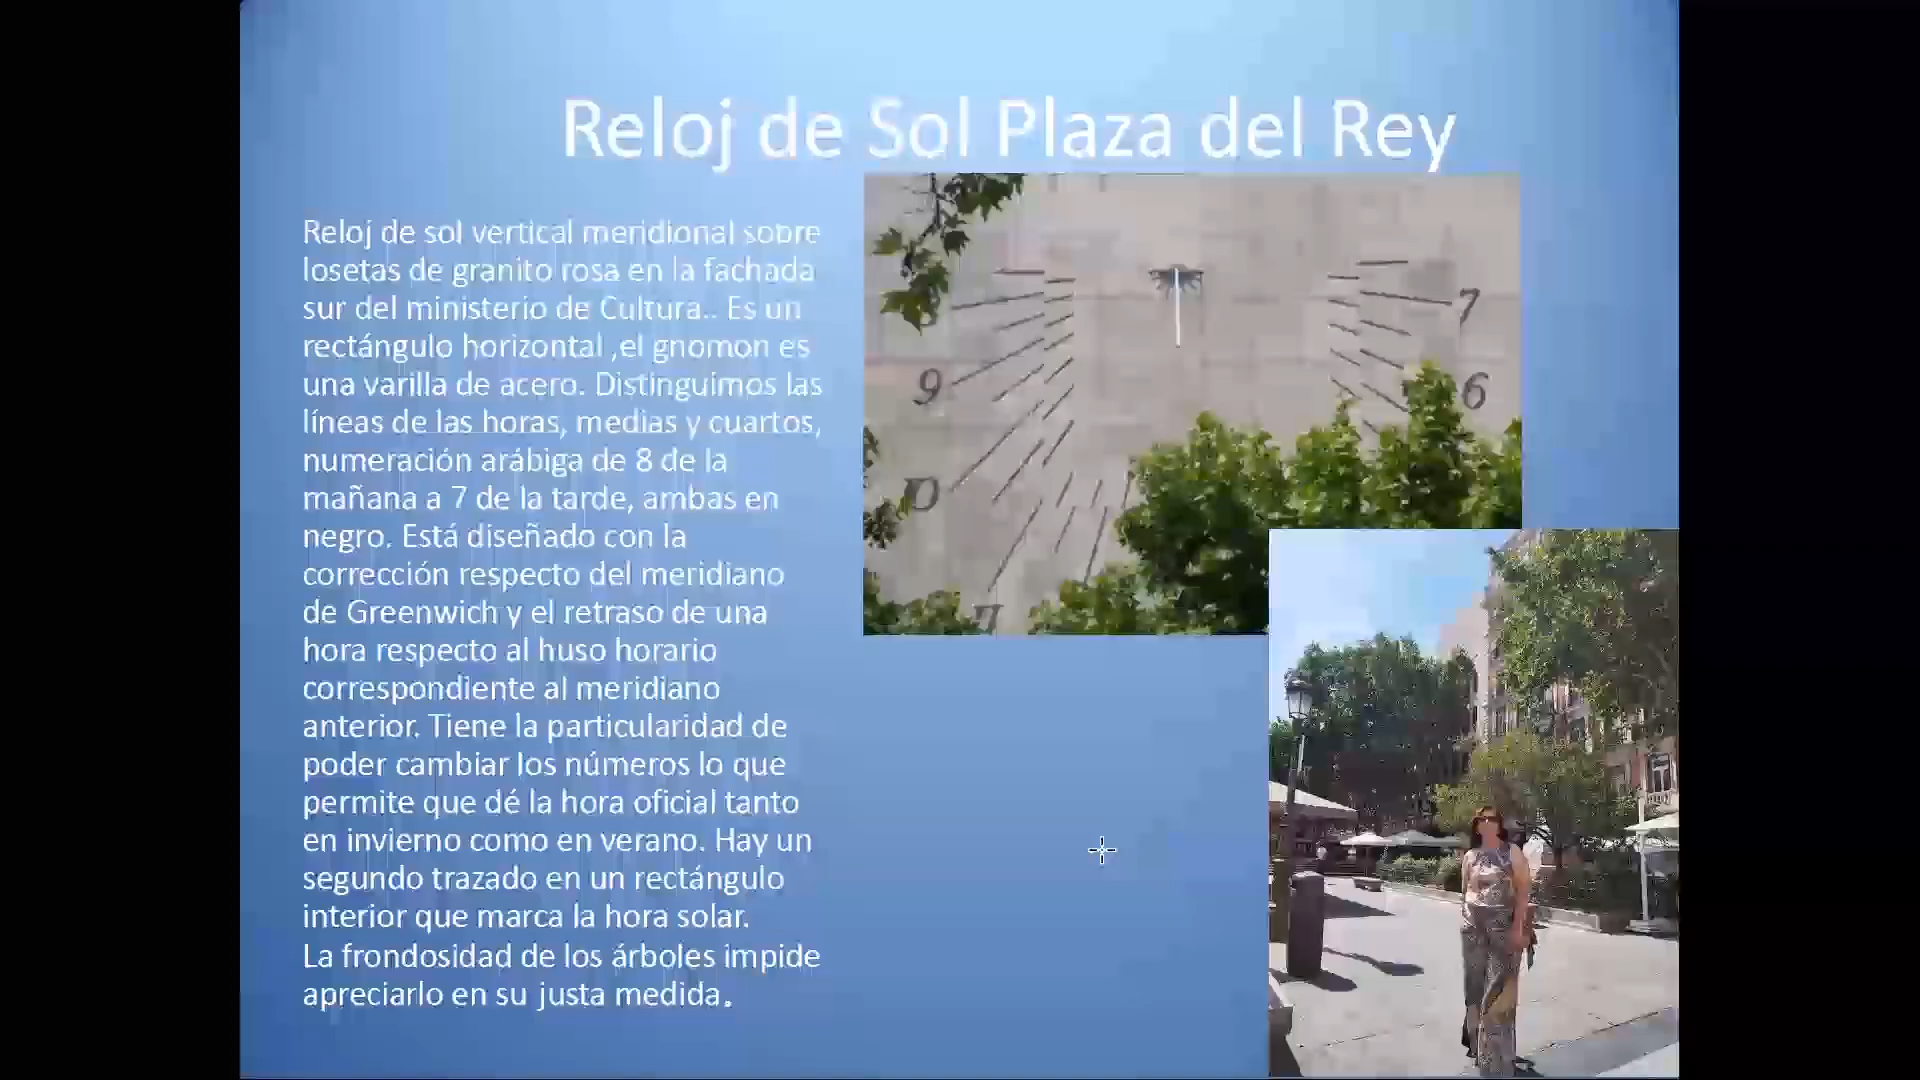 Reloj de Sol Plaza del Rey
Reloj de sol vertical meridional sobre
losetas de granito rosa en la fachada
sur del ministerio de Cultura.. Es un
rectángulo horizontal ,el gnomon es
una varilla de acero. Distinguimos las
líneas de las horas, medias y cuartos,
numeración arábiga de 8 de la
mañana a 7 de la tarde, ambas en
negro. Está diseñado con la
corrección respecto del meridiano
de Greenwich y el retraso de una
hora respecto al huso horario
correspondiente al meridiano
anterior. Tiene la particularidad de
poder cambiar los números lo que
permite que dé la hora oficial tanto
en invierno como en verano. Hay un
segundo trazado en un rectángulo
interior que marca la hora solar.
La frondosidad de los árboles impide
apreciarlo en su justa medida.
7
9
6
10